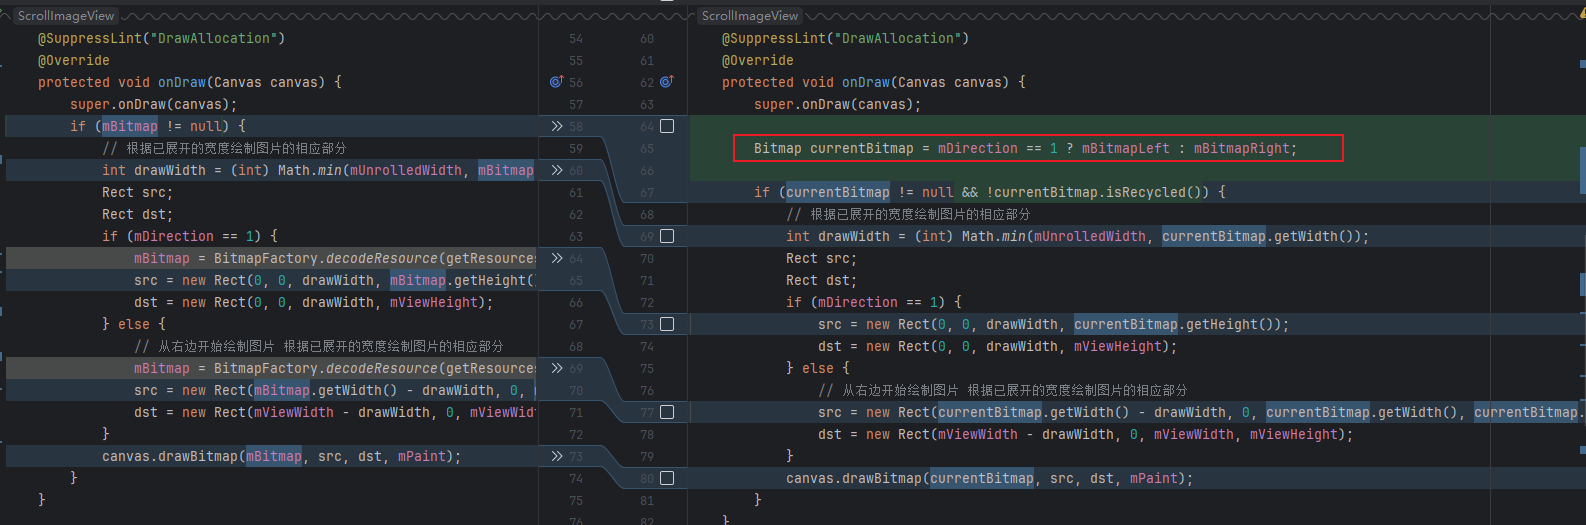 ScrollImageView
@SuppressLint("DrawAllocation")
54
@Override
55
protected void onDraw(Canvas canvas) {
56
super.onDraw(canvas);
57
if (mBitmap != null) {
58
// 根据已展开的宽度绘制图片的相应部分
59
int drawWidth = (int) Math.min(mUnrolledWidth, mBitmap
60
Rect src;
61
Rect dst;
62
if (mDirection == 1) {
63
mBitmap = BitmapFactory.decodeResource(getResources
64
src = new Rect(0, 0, drawWidth, mBitmap.getHeight()
65
dst = new Rect(0, 0, drawWidth, mViewHeight);
66
} else {
67
// 从右边开始绘制图片 根据已展开的宽度绘制图片的相应部分
68
mBitmap = BitmapFactory.decodeResource(getResources
69
src = new Rect(mBitmap.getWidth() - drawWidth, 0,
70
dst = new Rect(mViewWidth - drawWidth, 0, mViewWidt
71
}
72
canvas.drawBitmap(mBitmap, src, dst, mPaint);
73
}
74
}
75
76
ScrollImageView
60
@SuppressLint("DrawAllocation")
61
@Override
62
protected void onDraw(Canvas canvas) {
63
super.onDraw(canvas);
64
65
Bitmap currentBitmap = mDirection == 1 ? mBitmapLeft : mBitmapRight;
66
67
if (currentBitmap != null && !currentBitmap.isRecycled()) {
68
// 根据已展开的宽度绘制图片的相应部分
69
int drawWidth = (int) Math.min(mUnrolledWidth, currentBitmap.getWidth());
70
Rect src;
71
Rect dst;
72
if (mDirection == 1) {
73
src = new Rect(0, 0, drawWidth, currentBitmap.getHeight());
74
dst = new Rect(0, 0, drawWidth, mViewHeight);
75
} else {
76
// 从右边开始绘制图片 根据已展开的宽度绘制图片的相应部分
77
src = new Rect(currentBitmap.getWidth() - drawWidth, 0, currentBitmap.getWidth(), currentBitmap.
78
dst = new Rect(mViewWidth - drawWidth, 0, mViewWidth, mViewHeight);
79
}
80
canvas.drawBitmap(currentBitmap, src, dst, mPaint);
81
}
82
}